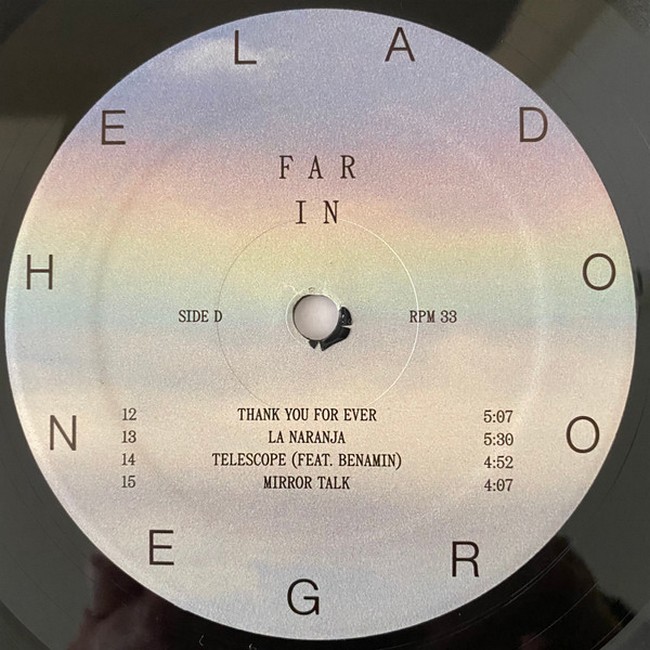 HELADO
FAR
IN
SIDE D RPM 33
12 THANK YOU FOR EVER 5:07
13 LA NARANJA 5:30
14 TELESCOPE (FEAT. BENAMIN) 4:52
15 MIRROR TALK 4:07
NEGRO